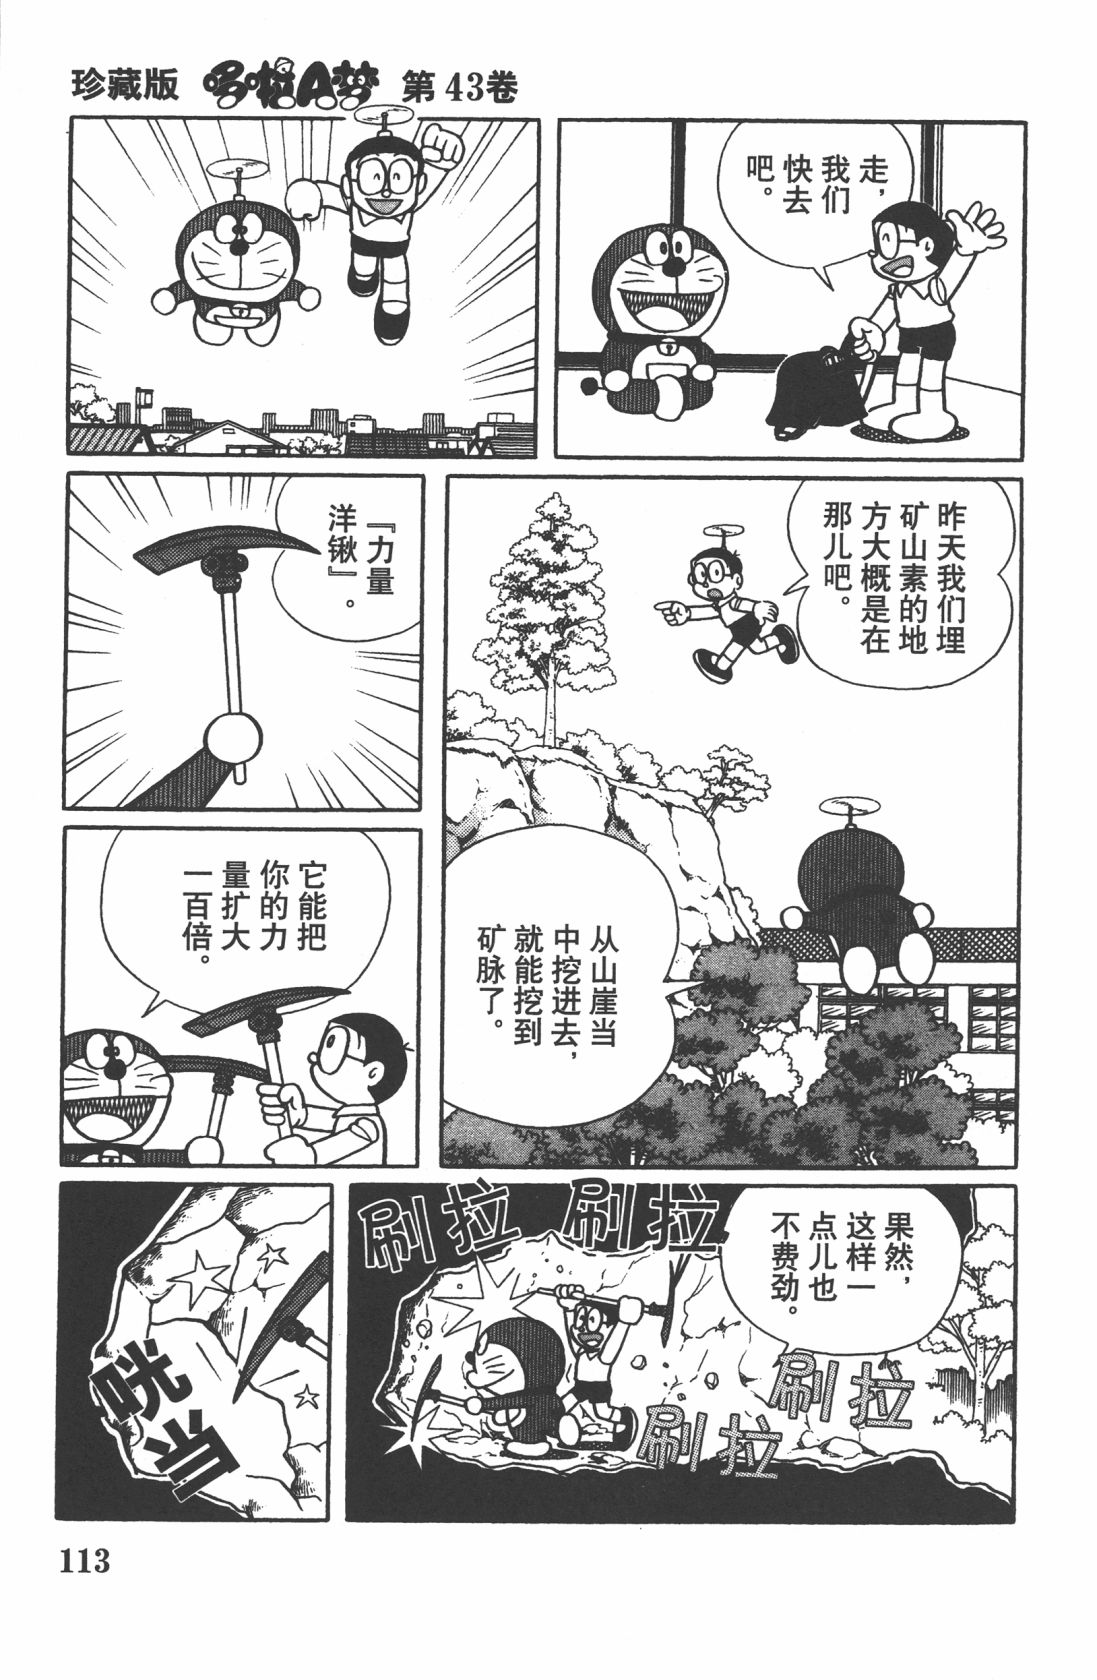 珍藏版 哆啦A梦 第43卷
走，
我们
快去
吧。
昨天我们埋
矿山素的地
方大概是在
那儿吧。
从山崖当
中挖进去，
就能挖到
矿脉了。
『力量
洋锹』。
它能把
你的力
量扩大
一百倍。
果然，
这样一
点儿也
不费劲。
刷拉 刷拉
刷拉
刷拉
咣当
113